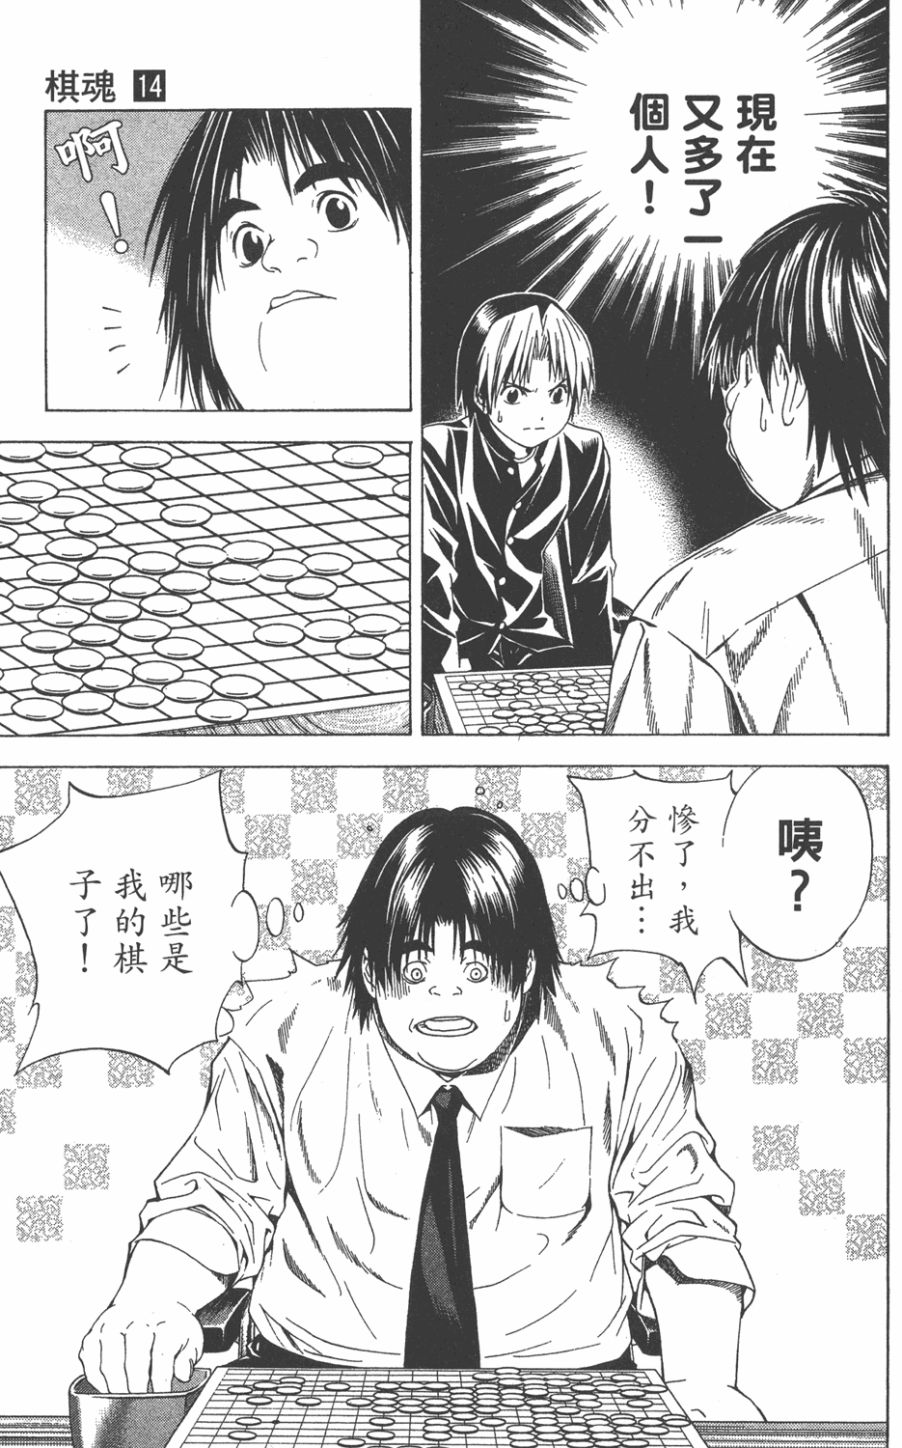 棋魂 14
現在
又多了一
個人！
啊！
咦？
慘了，我
分不出…
哪些是
我的棋
子了！